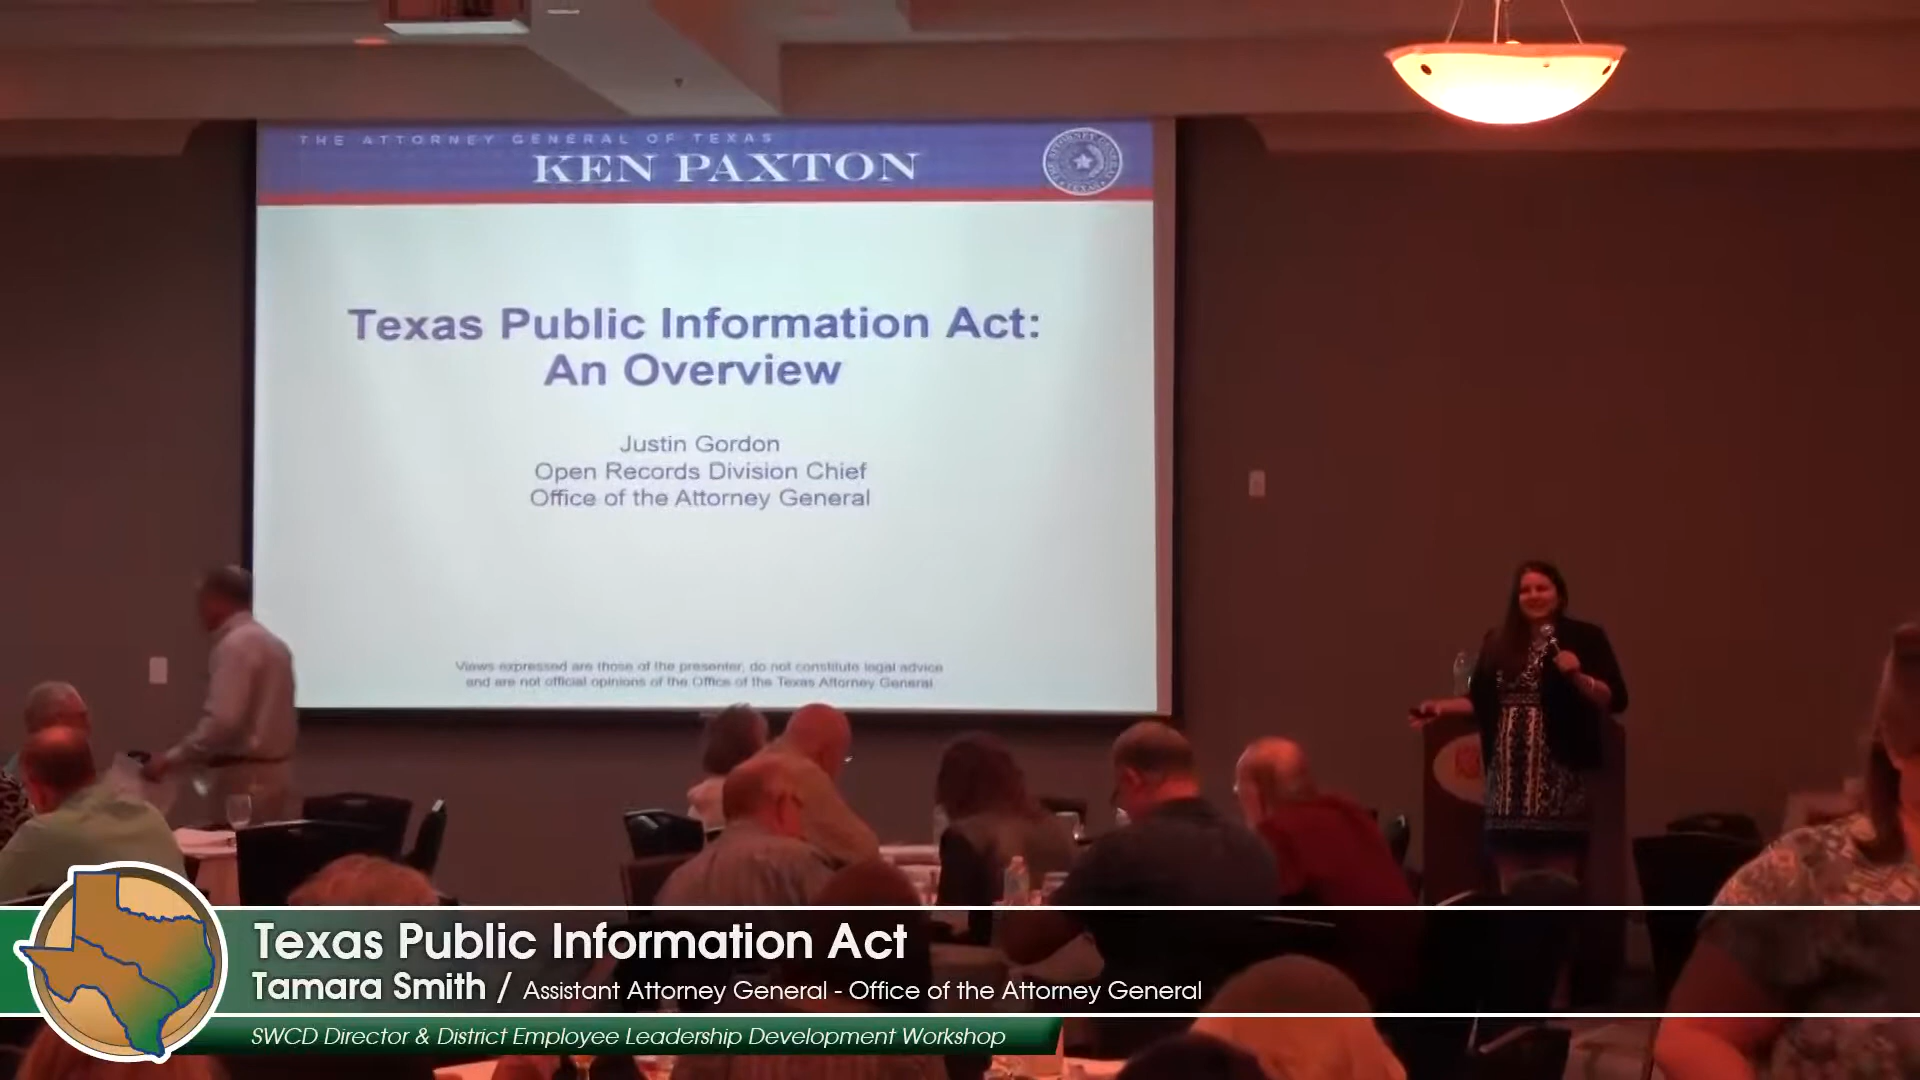 THE ATTORNEY GENERAL OF TEXAS
KEN PAXTON
Texas Public Information Act:
An Overview
Justin Gordon
Open Records Division Chief
Office of the Attorney General
Views expressed are those of the presenter, do not constitute legal advice
and are not official opinions of the Office of the Texas Attorney General
Texas Public Information Act
Tamara Smith / Assistant Attorney General - Office of the Attorney General
SWCD Director & District Employee Leadership Development Workshop